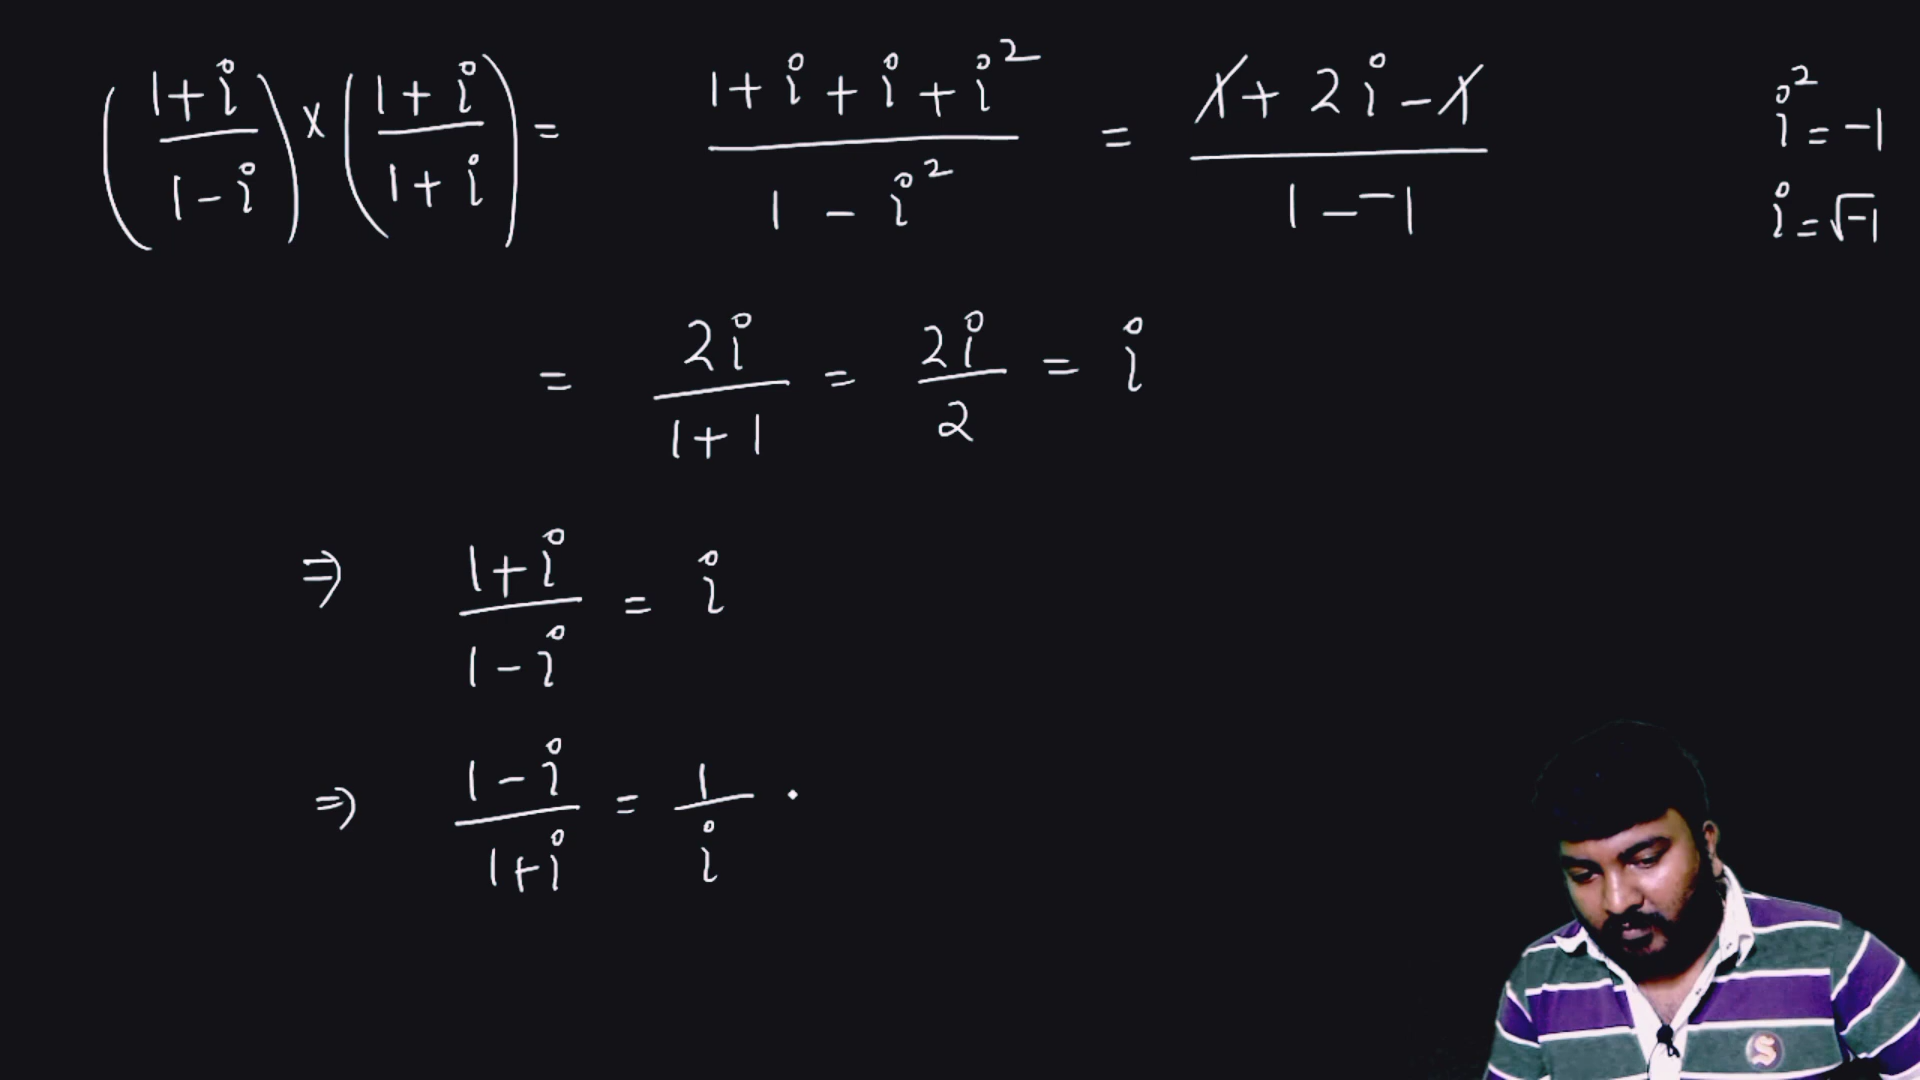 (1+i / 1-i) x (1+i / 1+i) = 1+i+i+i² / 1-i² = 1+2i-1 / 1--1
i² = -1
i = √-1
= 2i / 1+1 = 2i / 2 = i
⇒ 1+i / 1-i = i
⇒ 1-i / 1+i = 1 / i .
S